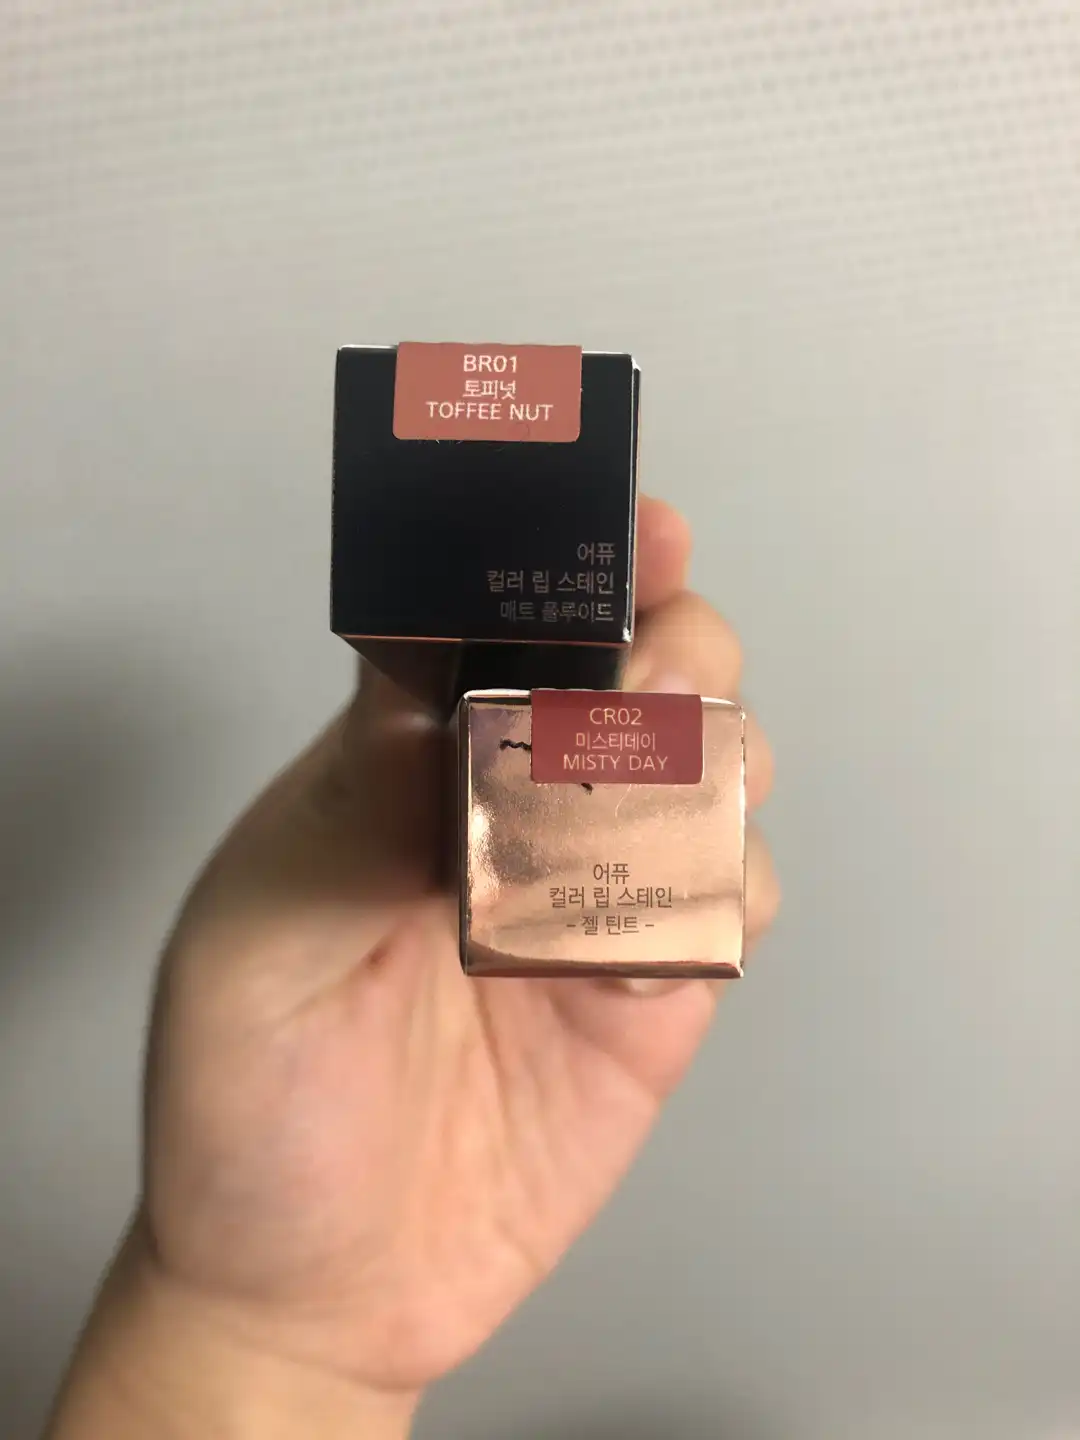 BR01
토피넛
TOFFEE NUT
어퓨
컬러 립 스테인
매트 플루이드
CR02
미스티데이
MISTY DAY
어퓨
컬러 립 스테인
- 젤 틴트 -